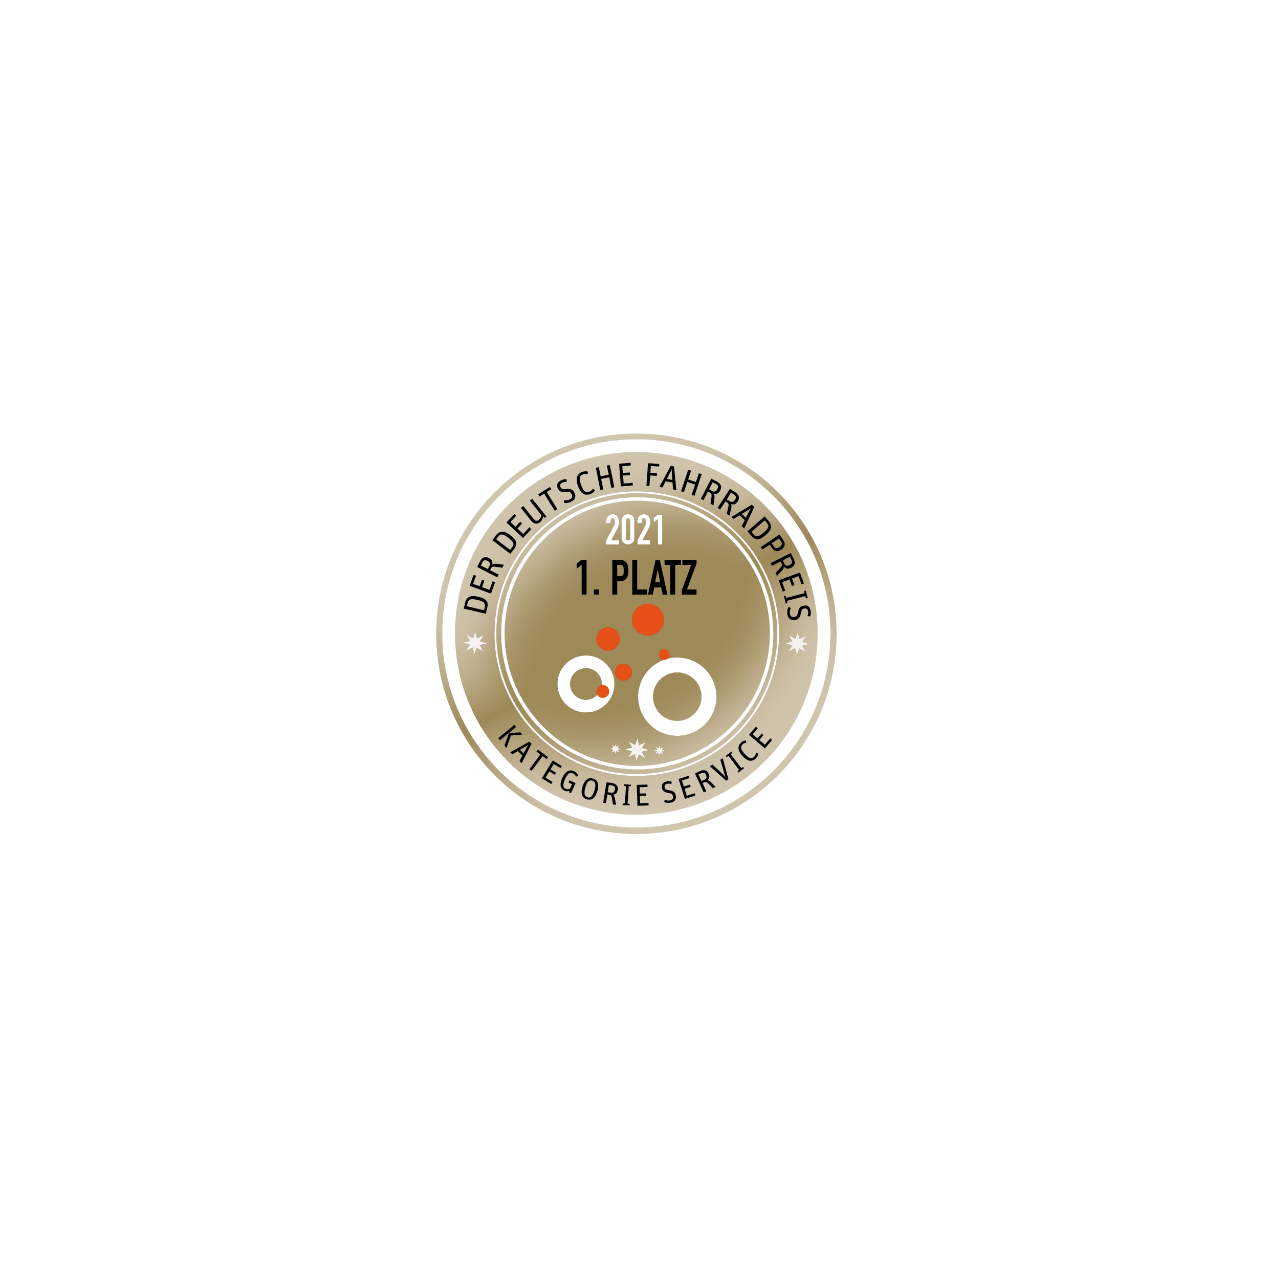 DER DEUTSCHE FAHRRADPREIS
2021
1. PLATZ
KATEGORIE SERVICE